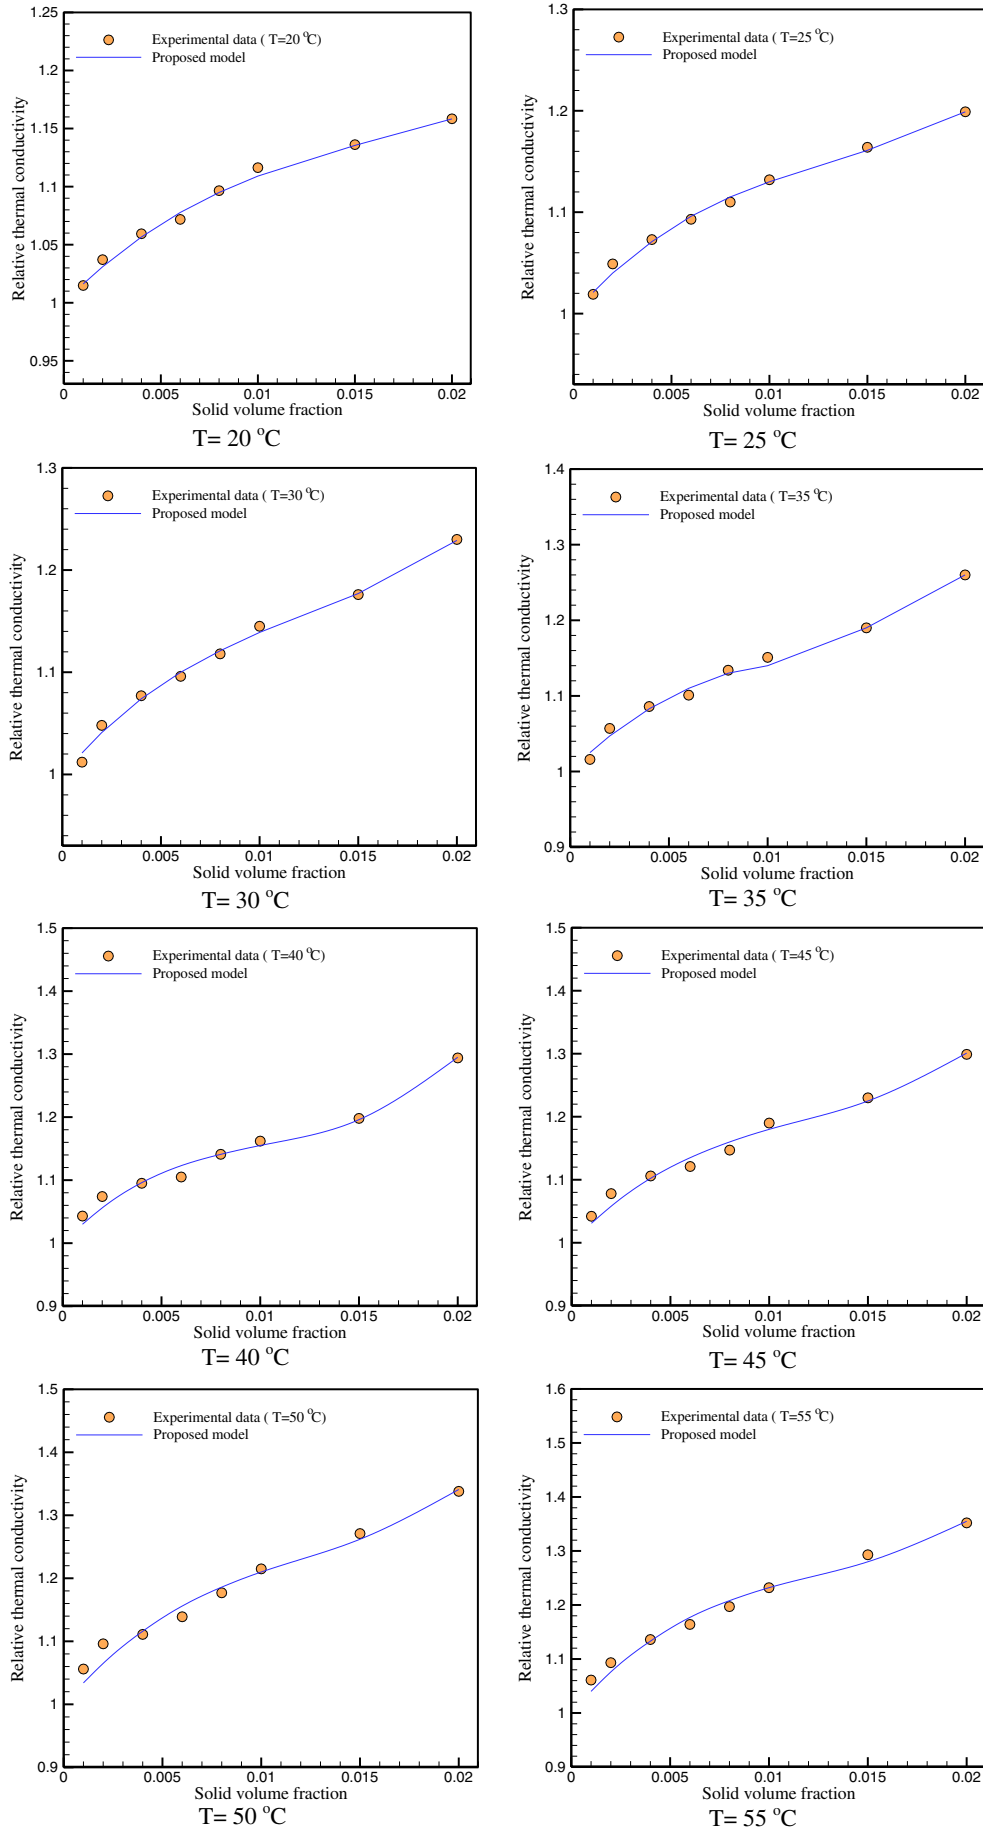 1.25
1.2
1.15
1.1
1.05
1
0.95
Relative thermal conductivity
Experimental data ( T=20 °C)
Proposed model
0 0.005 0.01 0.015 0.02
Solid volume fraction
T= 20 °C
1.3
1.2
1.1
1
Relative thermal conductivity
Experimental data ( T=25 °C)
Proposed model
0 0.005 0.01 0.015 0.02
Solid volume fraction
T= 25 °C
1.3
1.2
1.1
1
Relative thermal conductivity
Experimental data ( T=30 °C)
Proposed model
0 0.005 0.01 0.015 0.02
Solid volume fraction
T= 30 °C
1.4
1.3
1.2
1.1
1
0.9
Relative thermal conductivity
Experimental data ( T=35 °C)
Proposed model
0 0.005 0.01 0.015 0.02
Solid volume fraction
T= 35 °C
1.5
1.4
1.3
1.2
1.1
1
0.9
Relative thermal conductivity
Experimental data ( T=40 °C)
Proposed model
0 0.005 0.01 0.015 0.02
Solid volume fraction
T= 40 °C
1.5
1.4
1.3
1.2
1.1
1
0.9
Relative thermal conductivity
Experimental data ( T=45 °C)
Proposed model
0 0.005 0.01 0.015 0.02
Solid volume fraction
T= 45 °C
1.5
1.4
1.3
1.2
1.1
1
0.9
Relative thermal conductivity
Experimental data ( T=50 °C)
Proposed model
0 0.005 0.01 0.015 0.02
Solid volume fraction
T= 50 °C
1.6
1.5
1.4
1.3
1.2
1.1
1
0.9
Relative thermal conductivity
Experimental data ( T=55 °C)
Proposed model
0 0.005 0.01 0.015 0.02
Solid volume fraction
T= 55 °C